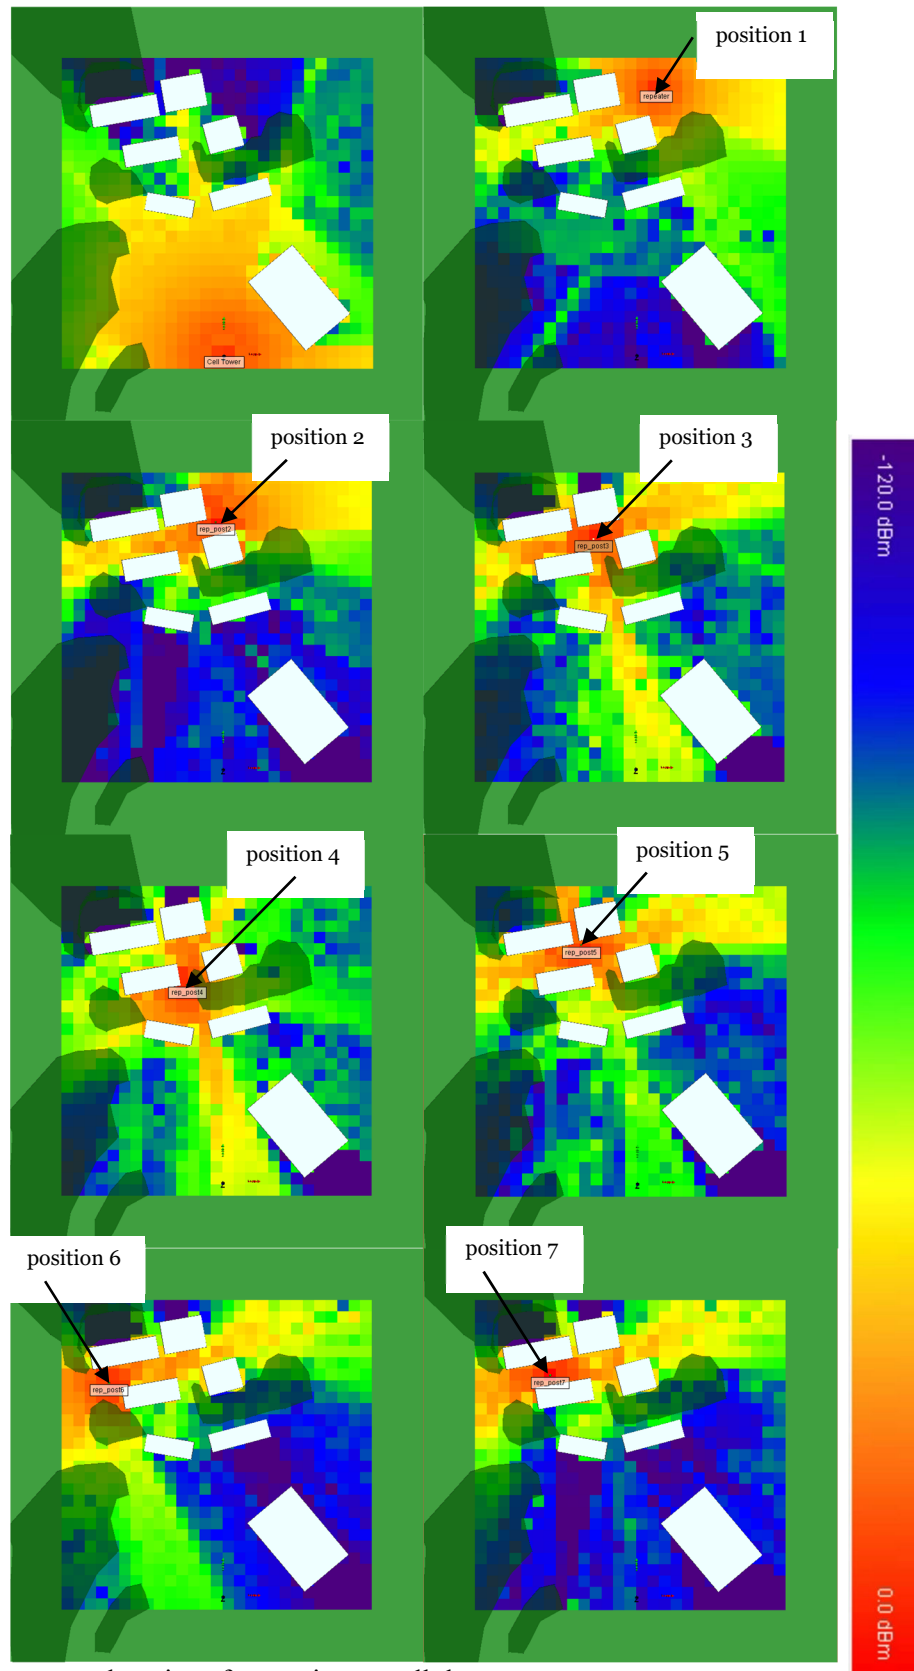 position 1
repeater
Cell Tower
position 2
rep_post2
position 3
rep_post3
-120.0 dBm
position 4
rep_post4
position 5
rep_post5
position 6
rep_post6
position 7
rep_post7
0.0 dBm